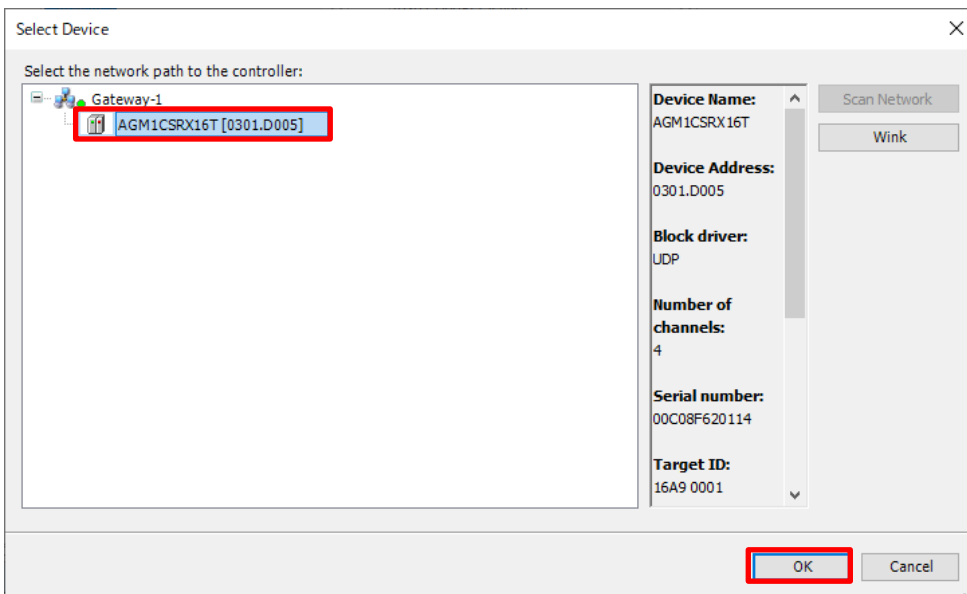 Select Device
Select the network path to the controller:
Gateway-1
AGM1CSRX16T [0301.D005]
Device Name:
AGM1CSRX16T
Device Address:
0301.D005
Block driver:
UDP
Number of
channels:
4
Serial number:
00C08F620114
Target ID:
16A9 0001
Scan Network
Wink
OK
Cancel